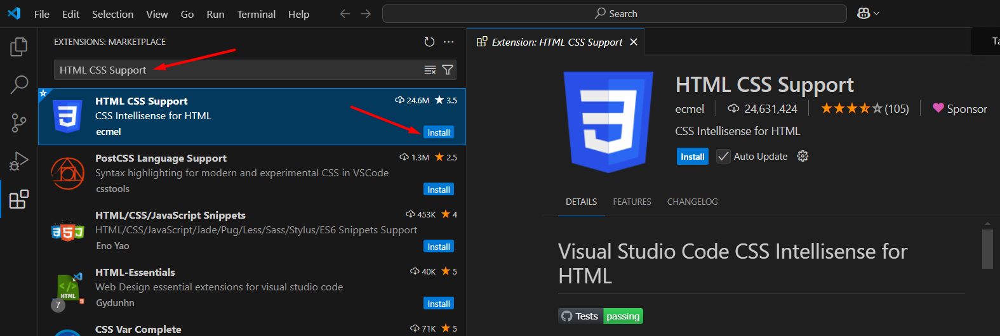 File Edit Selection View Go Run Terminal Help
Search
EXTENSIONS: MARKETPLACE
HTML CSS Support
HTML CSS Support 24.6M ★ 3.5
CSS Intellisense for HTML
ecmel Install
PostCSS Language Support 1.3M ★ 2.5
Syntax highlighting for modern and experimental CSS in VSCode
csstools Install
HTML/CSS/JavaScript Snippets 453K ★ 4
HTML/CSS/JavaScript/Jade/Pug/Less/Sass/Stylus/ES6 Snippets Support
Eno Yao Install
HTML-Essentials 40K ★ 5
Web Design essential extensions for visual studio code
HTML
7 Gydunhn Install
CSS Var Complete 71K ★ 5
Extension: HTML CSS Support
Ta
HTML CSS Support
ecmel 24,631,424 (105) Sponsor
CSS Intellisense for HTML
Install Auto Update
DETAILS FEATURES CHANGELOG
Visual Studio Code CSS Intellisense for
HTML
Tests passing